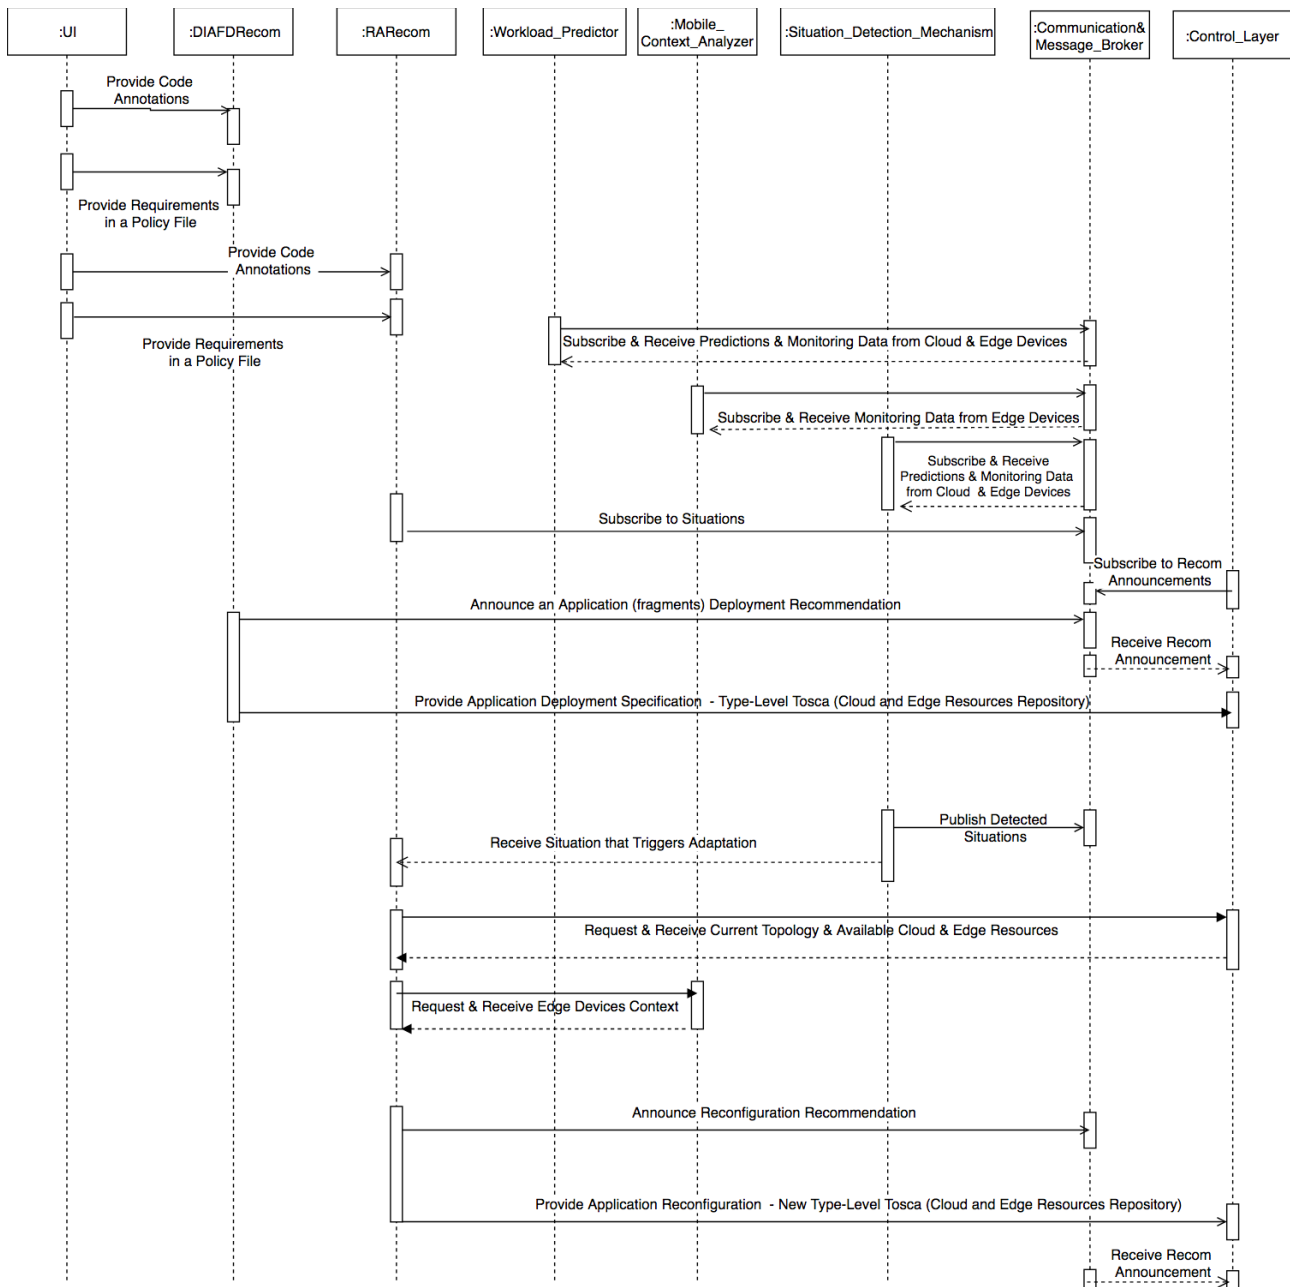 :UI
:DIAFDRecom
:RARecom
:Workload_Predictor
:Mobile_
Context_Analyzer
:Situation_Detection_Mechanism
:Communication&
Message_Broker
:Control_Layer
Provide Code
Annotations
Provide Requirements
in a Policy File
Provide Code
Annotations
Provide Requirements
in a Policy File
Subscribe & Receive Predictions & Monitoring Data from Cloud & Edge Devices
Subscribe & Receive Monitoring Data from Edge Devices
Subscribe & Receive
Predictions & Monitoring Data
from Cloud & Edge Devices
Subscribe to Situations
Subscribe to Recom
Announcements
Announce an Application (fragments) Deployment Recommendation
Receive Recom
Announcement
Provide Application Deployment Specification - Type-Level Tosca (Cloud and Edge Resources Repository)
Publish Detected
Situations
Receive Situation that Triggers Adaptation
Request & Receive Current Topology & Available Cloud & Edge Resources
Request & Receive Edge Devices Context
Announce Reconfiguration Recommendation
Provide Application Reconfiguration - New Type-Level Tosca (Cloud and Edge Resources Repository)
Receive Recom
Announcement